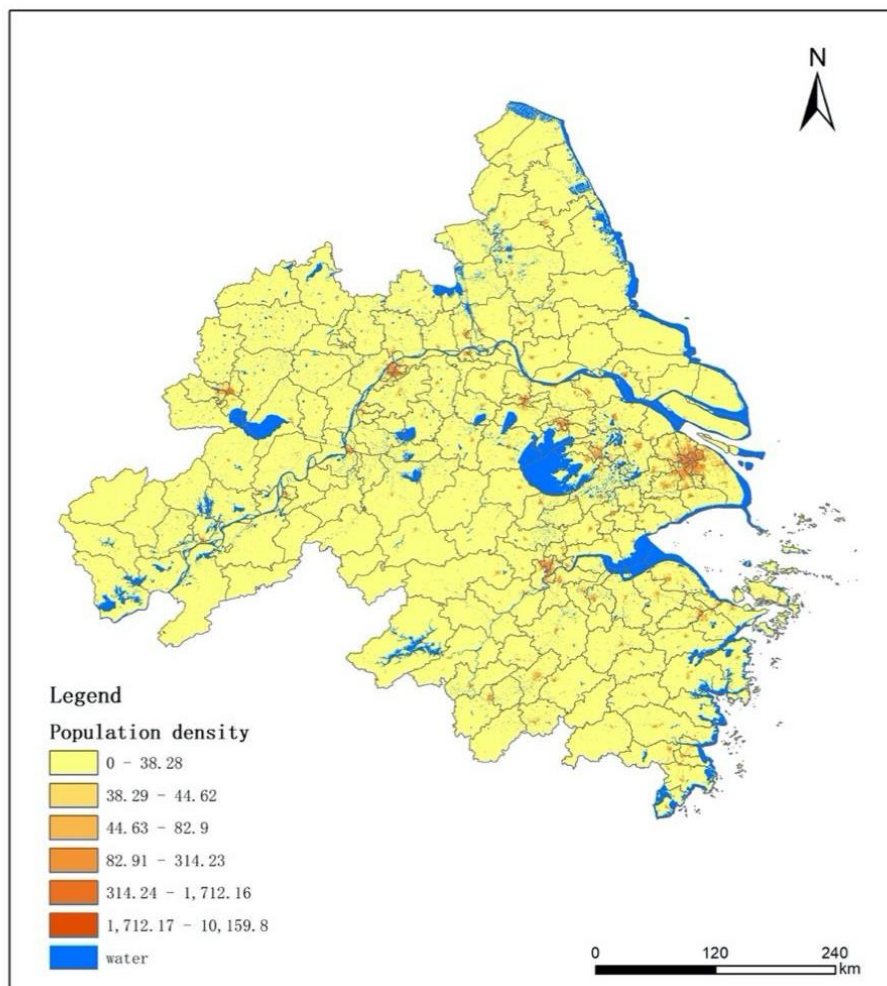 N
Legend
Population density
0 - 38.28
38.29 - 44.62
44.63 - 82.9
82.91 - 314.23
314.24 - 1,712.16
1,712.17 - 10,159.8
water
0 120 240
km